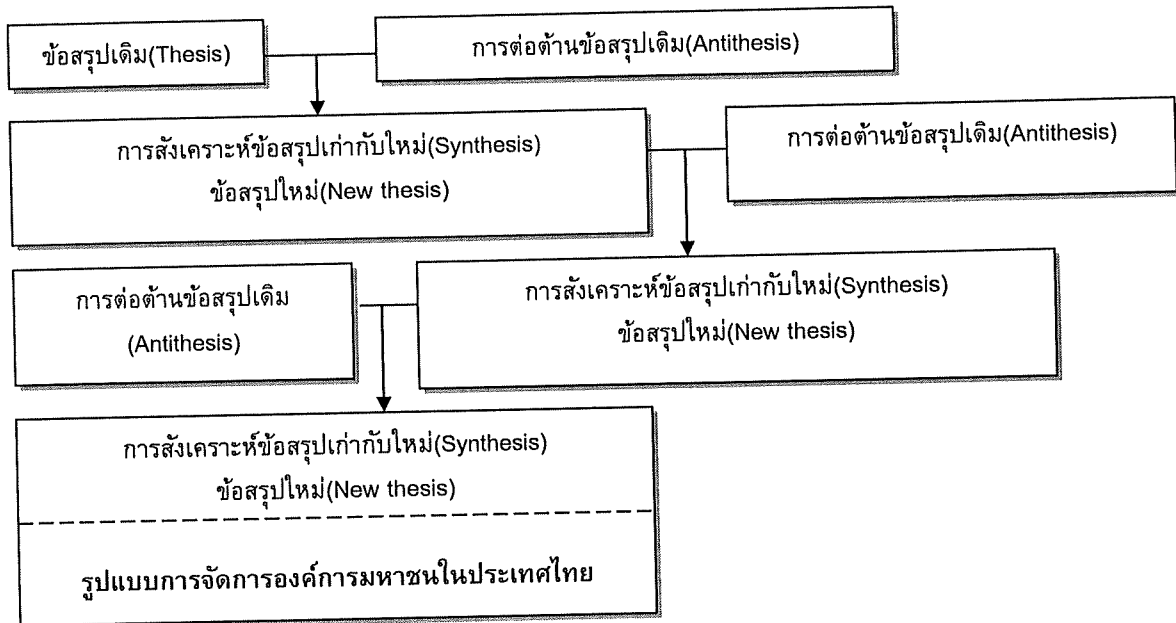 ข้อสรุปเดิม(Thesis)
การต่อต้านข้อสรุปเดิม(Antithesis)
การสังเคราะห์ข้อสรุปเก่ากับใหม่(Synthesis)
ข้อสรุปใหม่(New thesis)
การต่อต้านข้อสรุปเดิม(Antithesis)
การต่อต้านข้อสรุปเดิม
(Antithesis)
การสังเคราะห์ข้อสรุปเก่ากับใหม่(Synthesis)
ข้อสรุปใหม่(New thesis)
การสังเคราะห์ข้อสรุปเก่ากับใหม่(Synthesis)
ข้อสรุปใหม่(New thesis)
รูปแบบการจัดการองค์การมหาชนในประเทศไทย